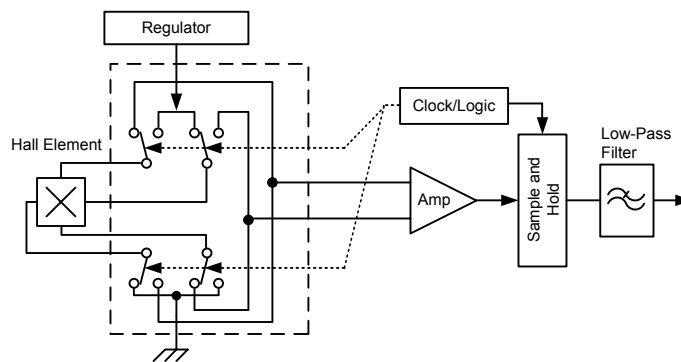 Regulator
Clock/Logic
Hall Element
Low-Pass
Filter
Amp
Sample and
Hold